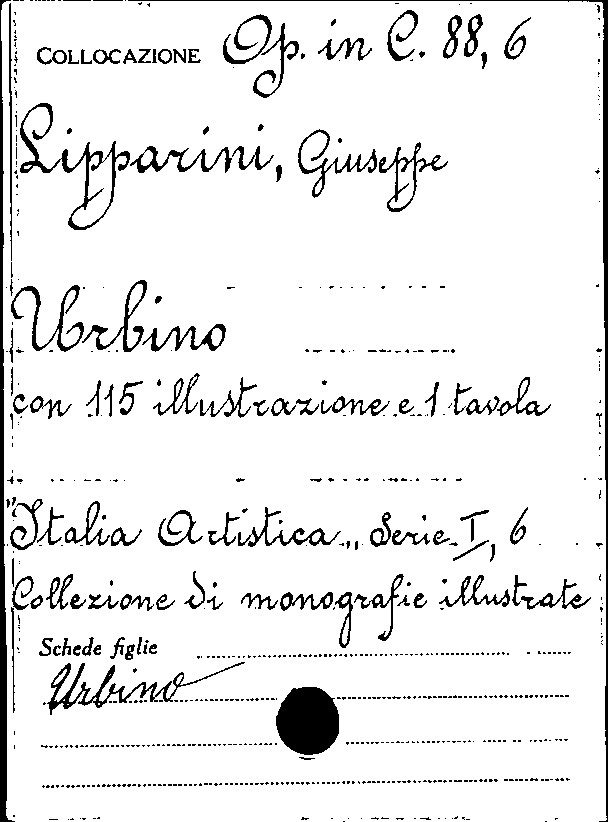 COLLOCAZIONE Op. in C. 88, 6
Lipparini, Giuseppe
Urbino
con 115 illustrazione e 1 tavola
"Italia Artistica„ Serie I, 6
Collezione di monografie illustrate
Schede figlie
Urbino